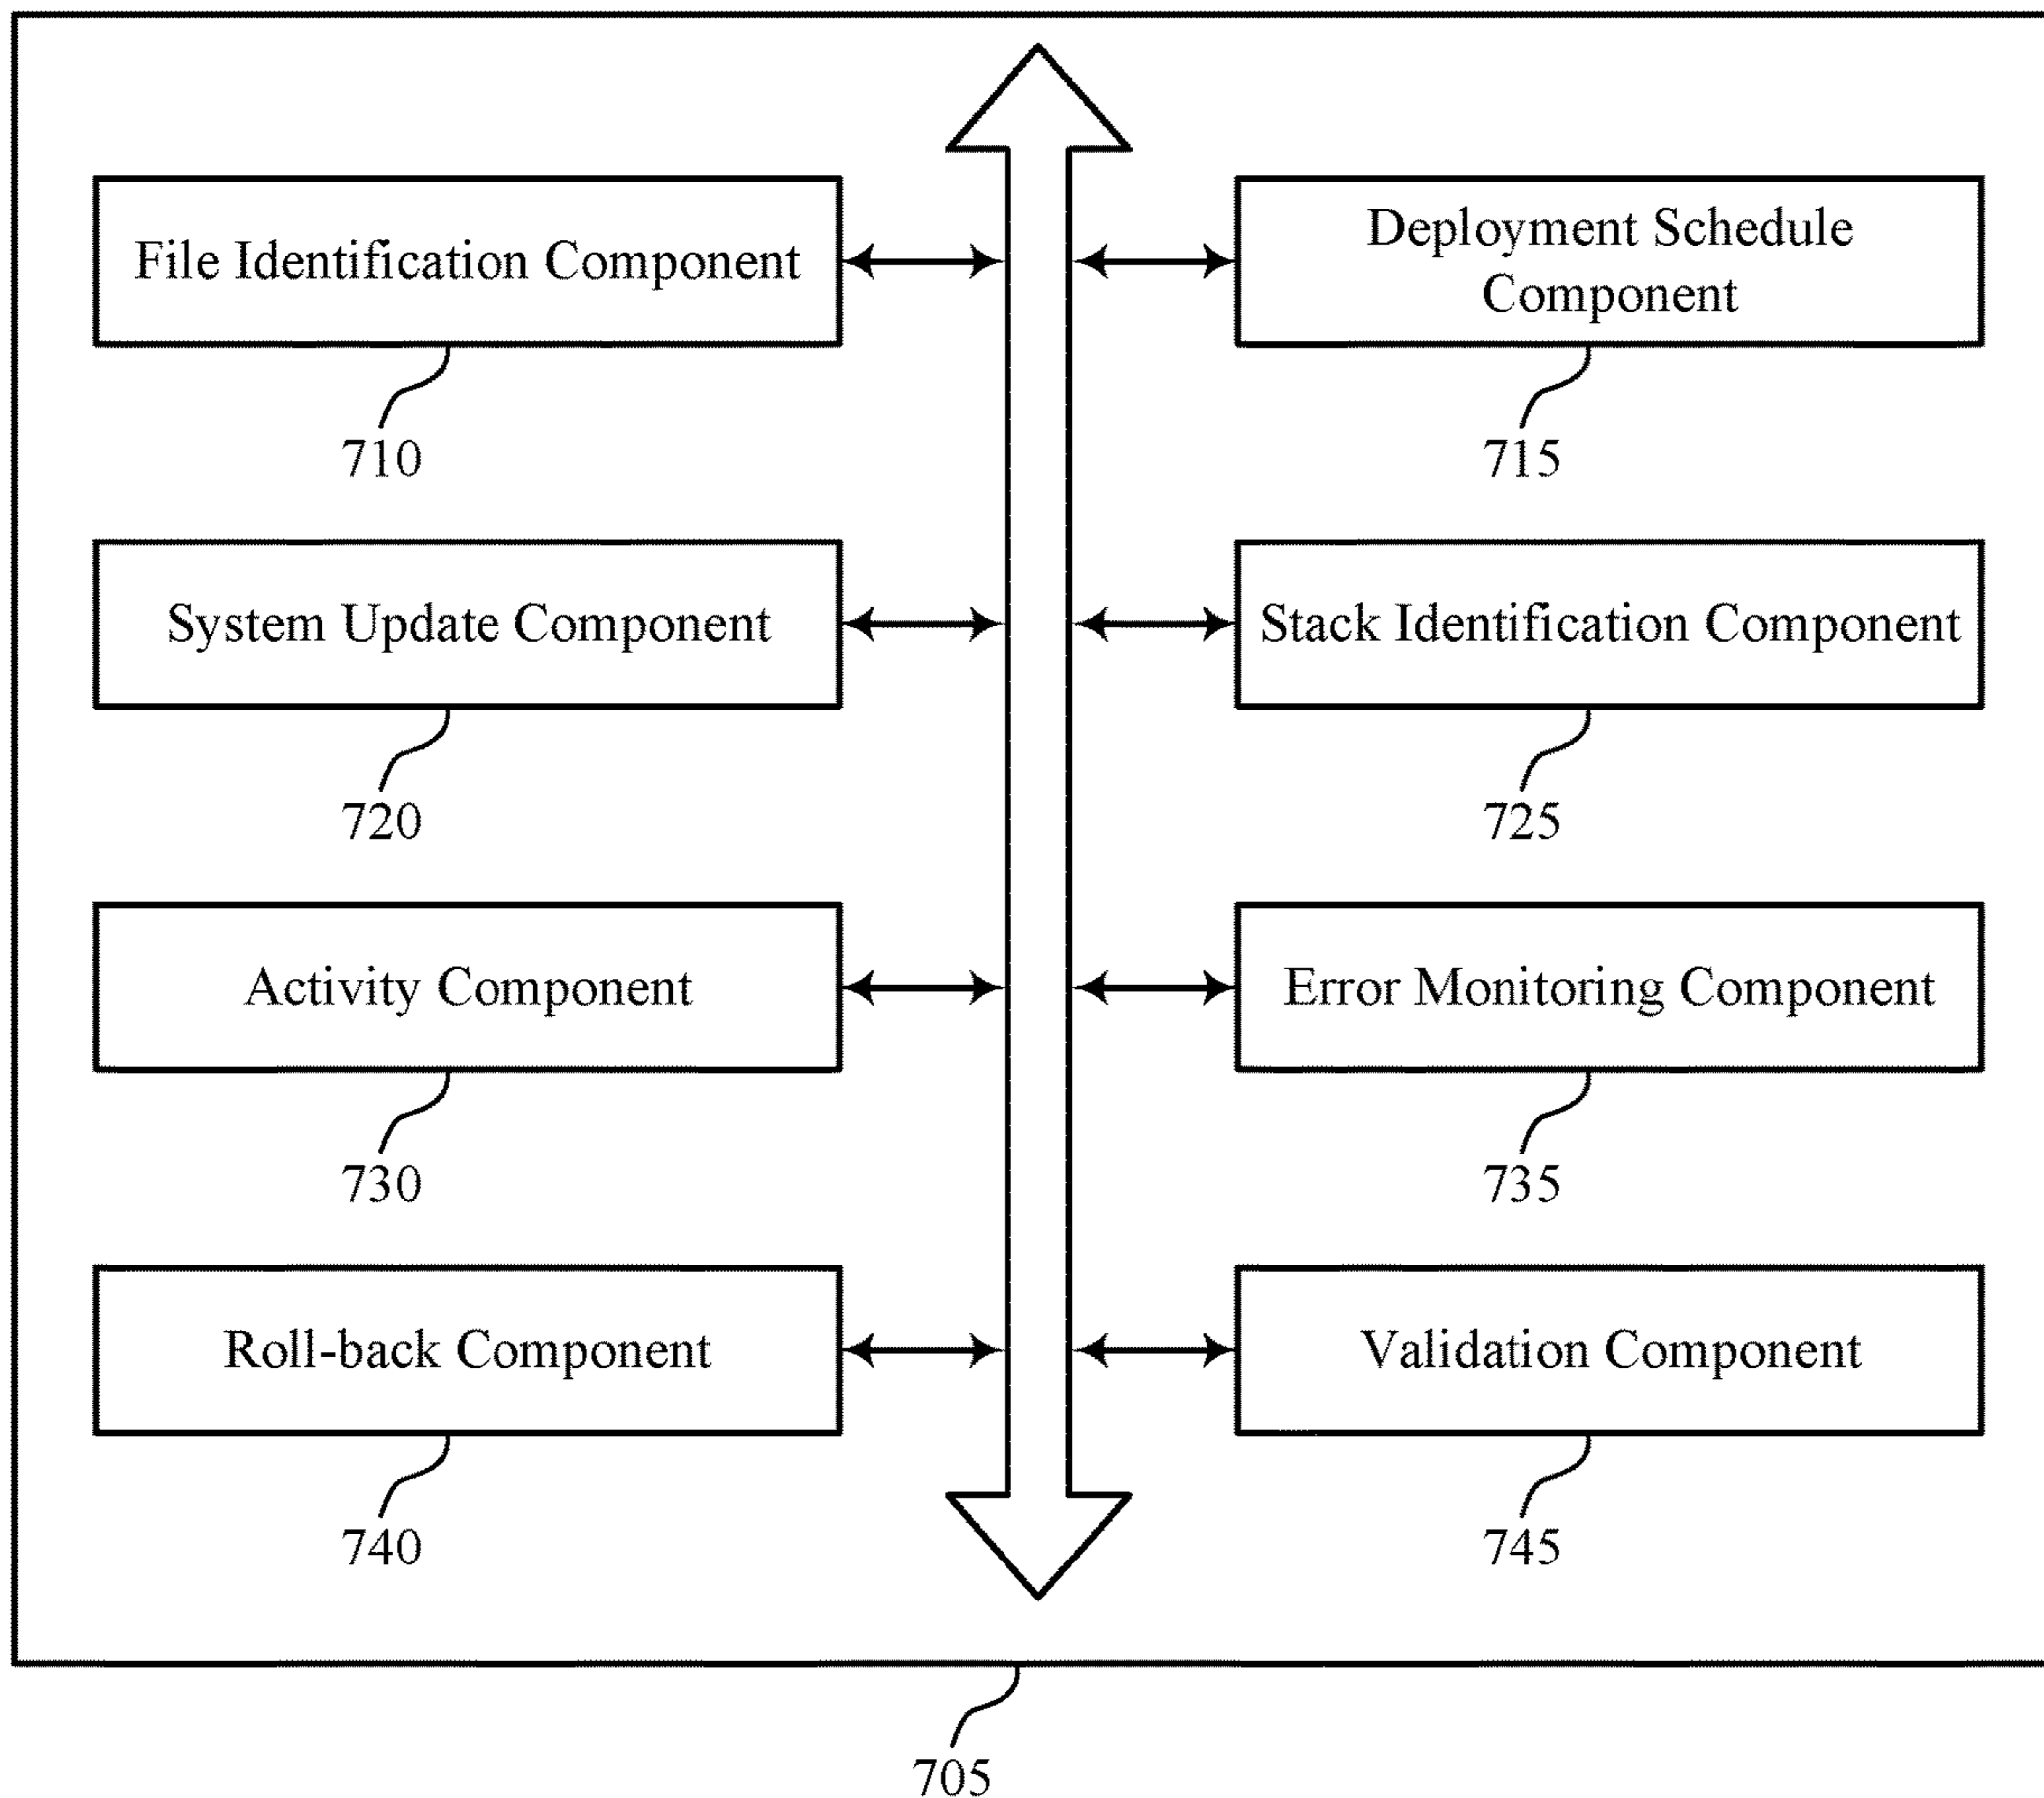 File Identification Component
Deployment Schedule
Component
710
715
System Update Component
Stack Identification Component
720
725
Activity Component
Error Monitoring Component
730
735
Roll-back Component
Validation Component
740
745
705